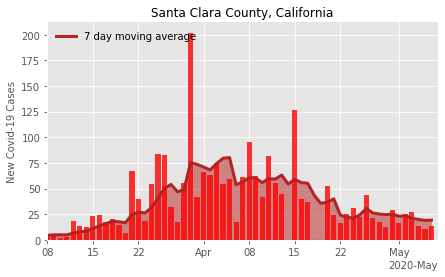 Santa Clara County, California
7 day moving average
New Covid-19 Cases
200
175
150
125
100
75
50
25
0
08 15 22 Apr 08 15 22 May
2020-May